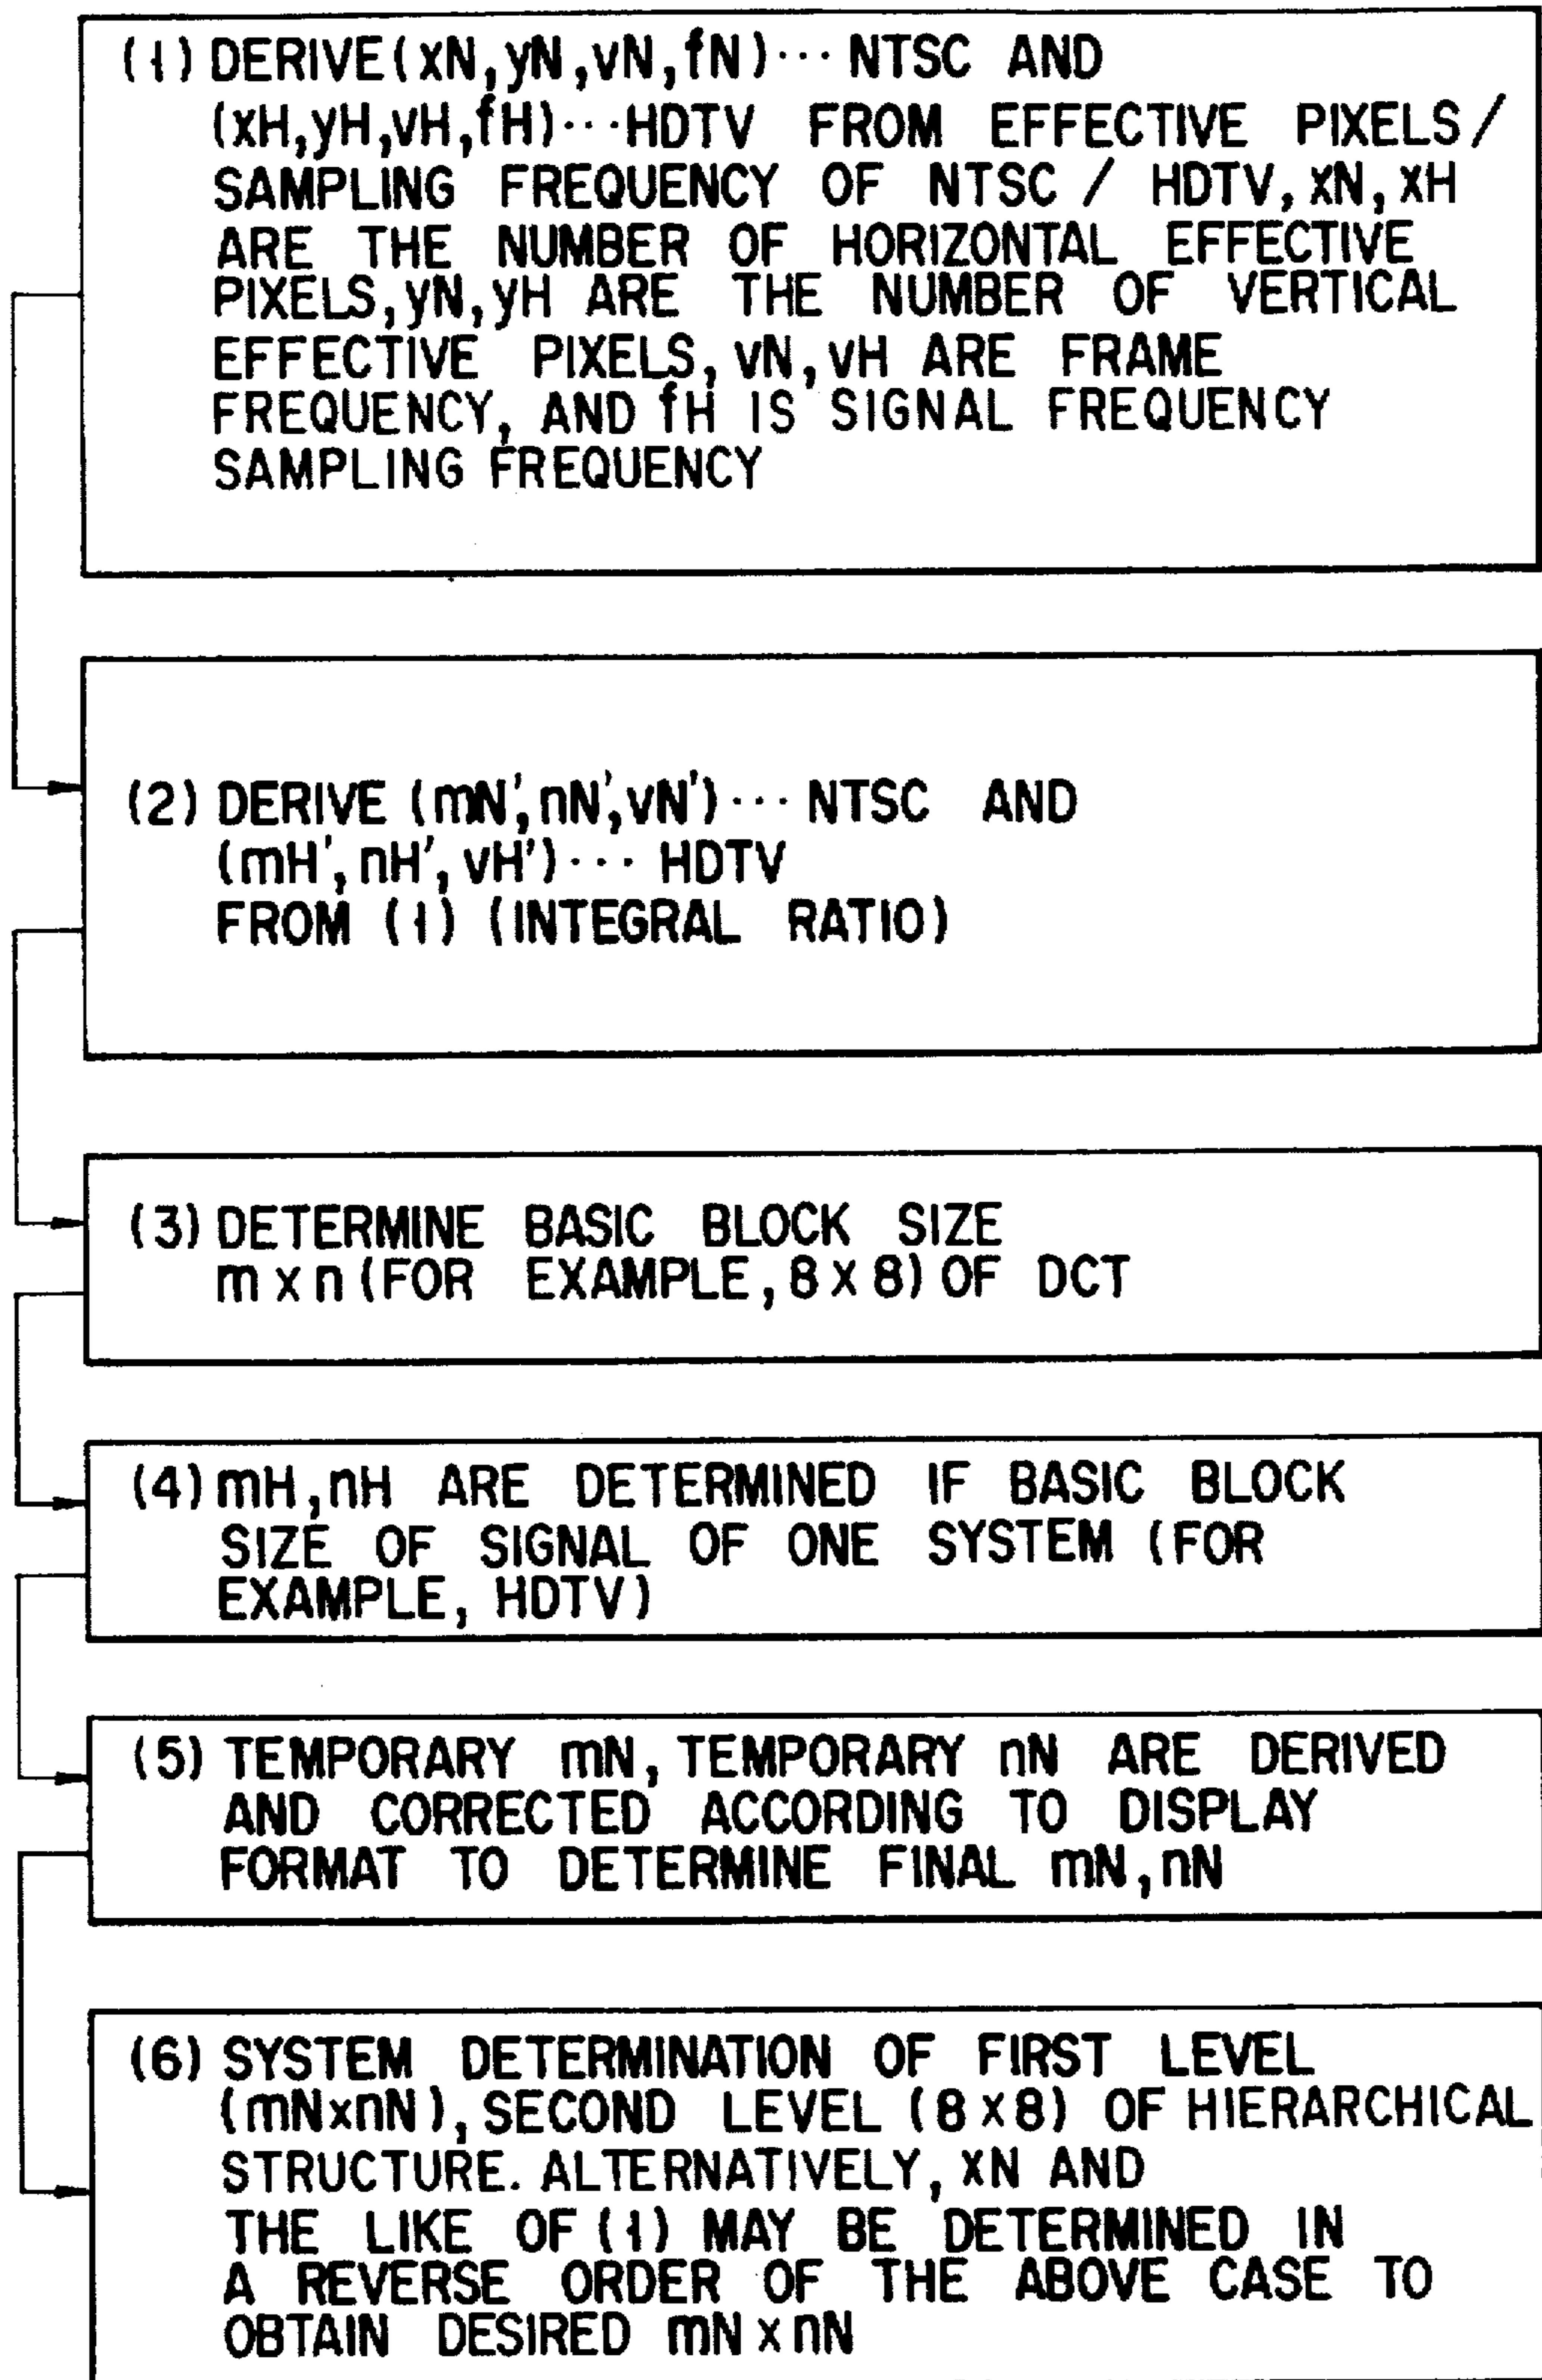 (1) DERIVE(xN,yN,vN,fN)··· NTSC AND
(xH,yH,vH,fH)···HDTV FROM EFFECTIVE PIXELS/
SAMPLING FREQUENCY OF NTSC / HDTV, xN, xH
ARE THE NUMBER OF HORIZONTAL EFFECTIVE
PIXELS, yN, yH ARE THE NUMBER OF VERTICAL
EFFECTIVE PIXELS, vN, vH ARE FRAME
FREQUENCY, AND fH IS SIGNAL FREQUENCY
SAMPLING FREQUENCY
(2) DERIVE (mN',nN',vN')··· NTSC AND
(mH',nH',vH')··· HDTV
FROM (1) (INTEGRAL RATIO)
(3) DETERMINE BASIC BLOCK SIZE
m x n (FOR EXAMPLE, 8 x 8) OF DCT
(4) mH,nH ARE DETERMINED IF BASIC BLOCK
SIZE OF SIGNAL OF ONE SYSTEM (FOR
EXAMPLE, HDTV)
(5) TEMPORARY mN, TEMPORARY nN ARE DERIVED
AND CORRECTED ACCORDING TO DISPLAY
FORMAT TO DETERMINE FINAL mN,nN
(6) SYSTEM DETERMINATION OF FIRST LEVEL
(mNxnN), SECOND LEVEL (8x8) OF HIERARCHICAL
STRUCTURE. ALTERNATIVELY, xN AND
THE LIKE OF (1) MAY BE DETERMINED IN
A REVERSE ORDER OF THE ABOVE CASE TO
OBTAIN DESIRED mN x nN